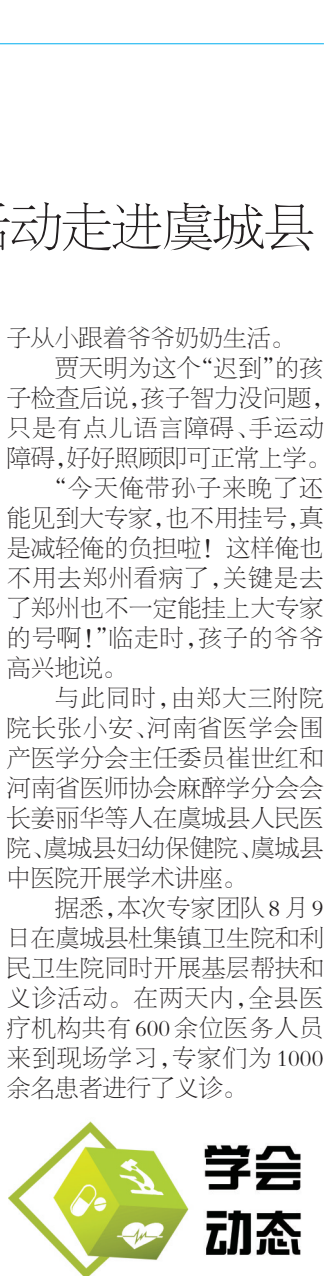 活动走进虞城县
子从小跟着爷爷奶奶生活。
贾天明为这个“迟到”的孩
子检查后说,孩子智力没问题,
只是有点儿语言障碍、手运动
障碍,好好照顾即可正常上学。
“今天俺带孙子来晚了还
能见到大专家,也不用挂号,真
是减轻俺的负担啦！这样俺也
不用去郑州看病了,关键是去
了郑州也不一定能挂上大专家
的号啊！”临走时,孩子的爷爷
高兴地说。
与此同时,由郑大三附院
院长张小安、河南省医学会围
产医学分会主任委员崔世红和
河南省医师协会麻醉学分会会
长姜丽华等人在虞城县人民医
院、虞城县妇幼保健院、虞城县
中医院开展学术讲座。
据悉,本次专家团队8月9
日在虞城县杜集镇卫生院和利
民卫生院同时开展基层帮扶和
义诊活动。在两天内,全县医
疗机构共有600余位医务人员
来到现场学习,专家们为1000
余名患者进行了义诊。
学会
动态